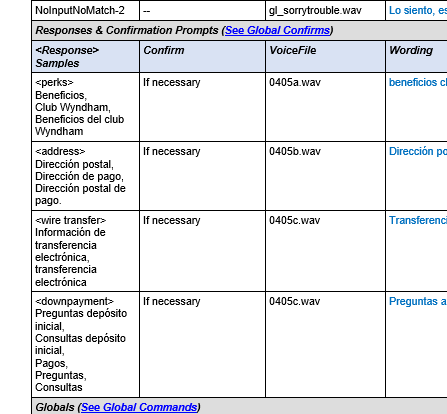 NoInputNoMatch-2 -- gl_sorrytrouble.wav Lo siento,
Responses & Confirmation Prompts (See Global Confirms)
<Response> Confirm VoiceFile Wording
Samples
<perks> If necessary 0405a.wav beneficios
Beneficios,
Club Wyndham,
Beneficios del club
Wyndham
<address> If necessary 0405b.wav Dirección
Dirección postal,
Dirección de pago,
Dirección postal de
pago.
<wire transfer> If necessary 0405c.wav
Información de
transferencia
electrónica,
transferencia
electrónica
<downpayment> If necessary 0405c.wav Preguntas a
Preguntas depósito
inicial,
Consultas depósito
inicial,
Pagos,
Preguntas,
Consultas
Globals (See Global Commands)